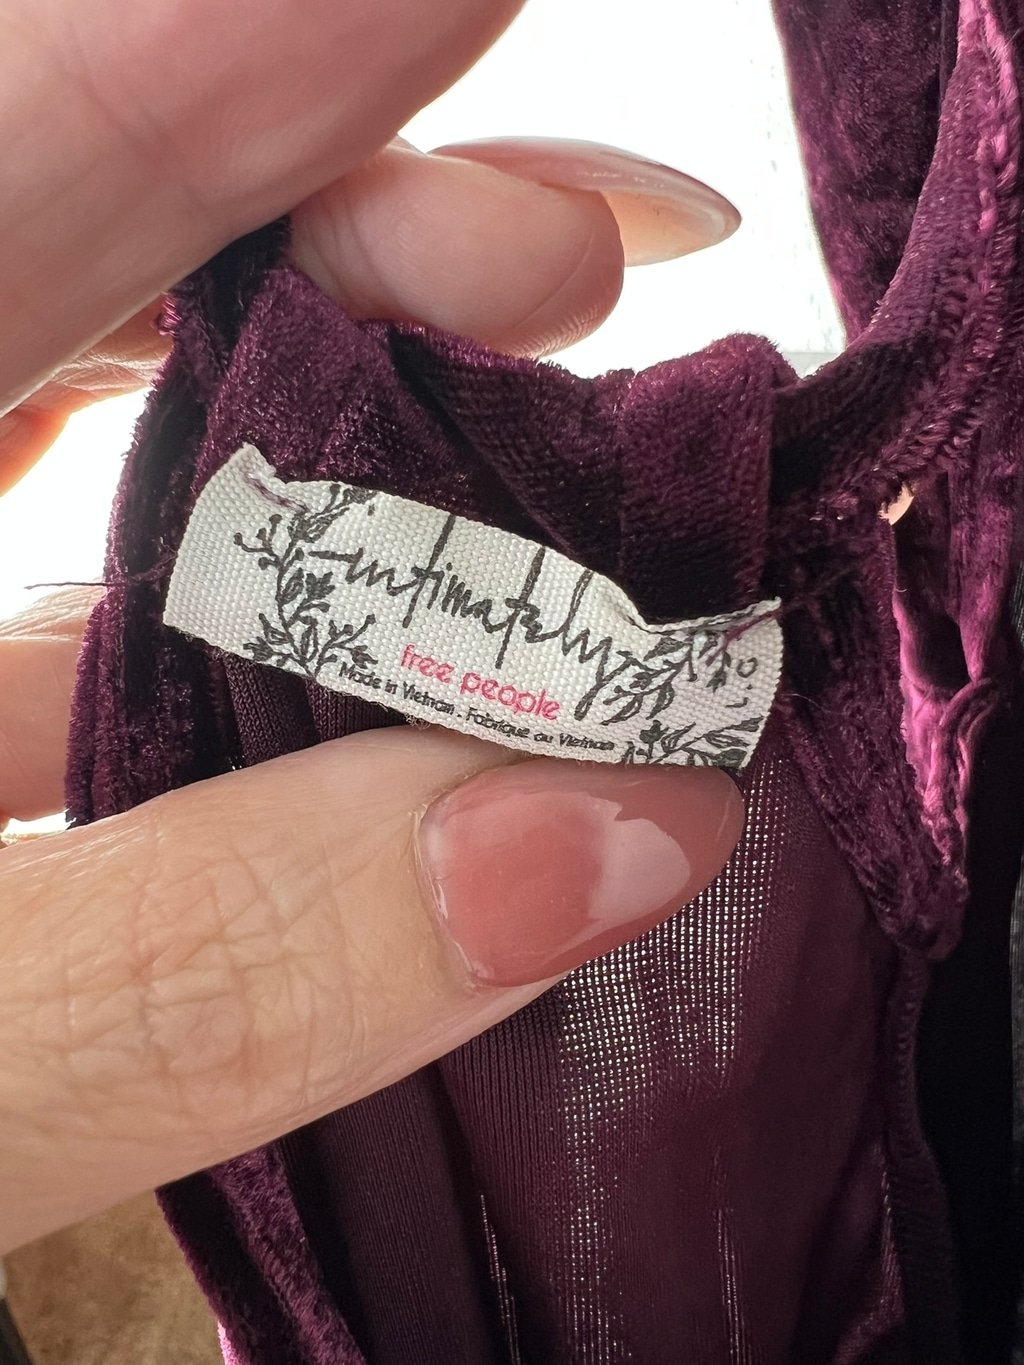 intimately
free people
Made in Vietnam . Fabriqué au Vietnam